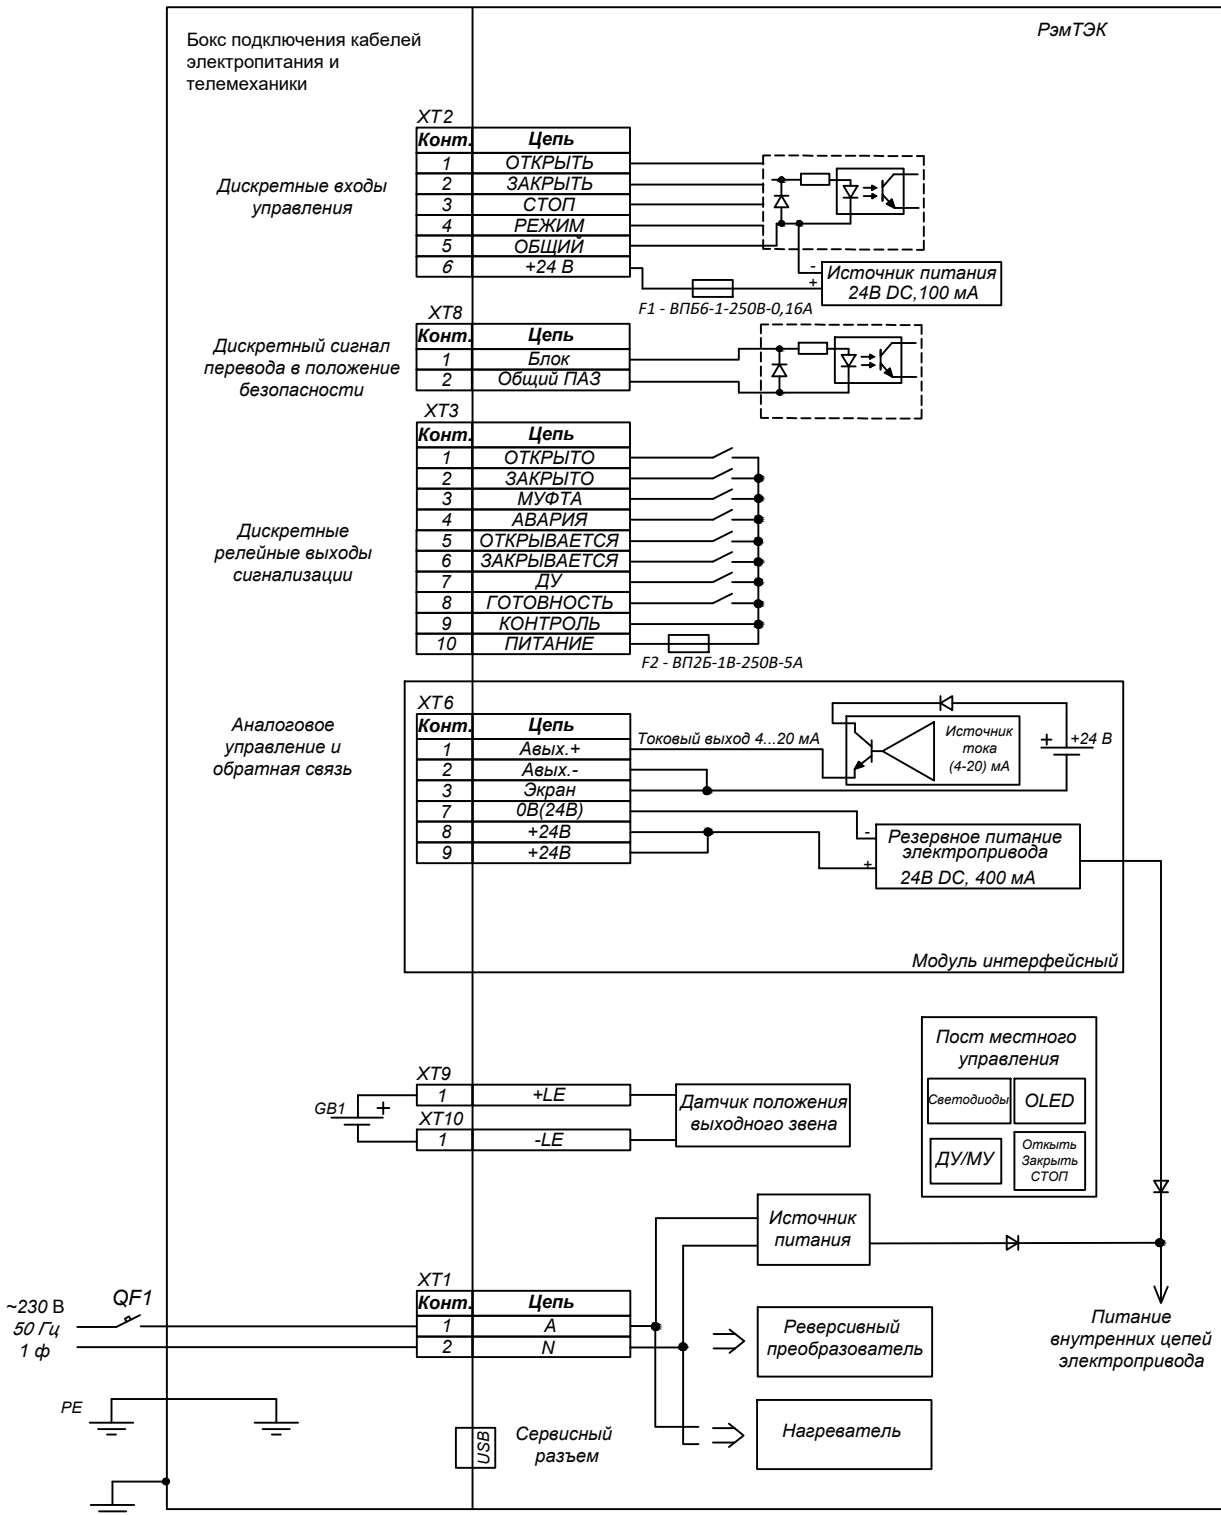 РэмТЭК
Бокс подключения кабелей
электропитания и
телемеханики
XT2
Конт. Цепь
1 ОТКРЫТЬ
2 ЗАКРЫТЬ
3 СТОП
4 РЕЖИМ
5 ОБЩИЙ
6 +24 В
Дискретные входы
управления
-
+
Источник питания
24В DC,100 мА
F1 - ВПБ6-1-250В-0,16А
XT8
Конт. Цепь
1 Блок
2 Общий ПАЗ
Дискретный сигнал
перевода в положение
безопасности
XT3
Конт. Цепь
1 ОТКРЫТО
2 ЗАКРЫТО
3 МУФТА
4 АВАРИЯ
5 ОТКРЫВАЕТСЯ
6 ЗАКРЫВАЕТСЯ
7 ДУ
8 ГОТОВНОСТЬ
9 КОНТРОЛЬ
10 ПИТАНИЕ
Дискретные
релейные выходы
сигнализации
F2 - ВП2Б-1В-250В-5А
XT6
Конт. Цепь
1 Авых.+
2 Авых.-
3 Экран
7 0В(24В)
8 +24В
9 +24В
Аналоговое
управление и
обратная связь
Токовый выход 4...20 мА
Источник
тока
(4-20) мА
+ +24 В
-
+
Резервное питание
электропривода
24В DC, 400 мА
Модуль интерфейсный
Пост местного
управления
Светодиоды OLED
ДУ/МУ
Откыть
Закрыть
СТОП
XT9
1 +LE
GB1 +
XT10
1 -LE
Датчик положения
выходного звена
Источник
питания
XT1
Конт. Цепь
1 A
2 N
~230 В
50 Гц
1 ф
QF1
Реверсивный
преобразователь
Питание
внутренних цепей
электропривода
PE
USB
Сервисный
разъем
Нагреватель